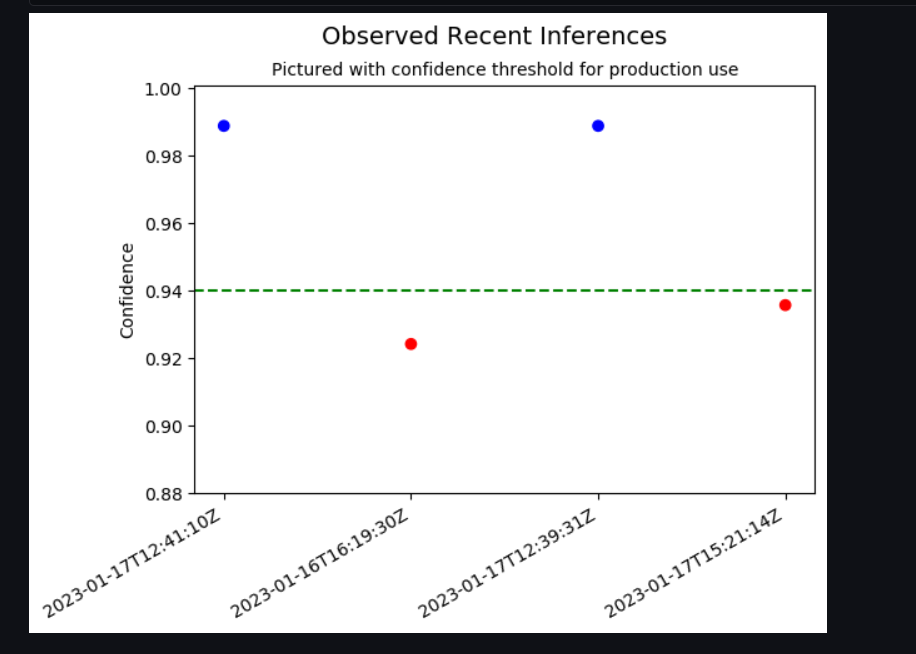 Observed Recent Inferences
Pictured with confidence threshold for production use
1.00
0.98
0.96
0.94
0.92
0.90
0.88
Confidence
2023-01-17T12:41:10Z
2023-01-16T16:19:30Z
2023-01-17T12:39:31Z
2023-01-17T15:21:14Z